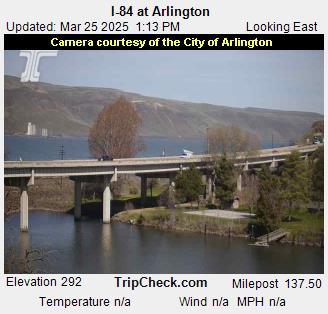 I-84 at Arlington
Updated: Mar 25 2025 1:13 PM Looking East
Camera courtesy of the City of Arlington
Elevation 292 TripCheck.com Milepost 137.50
Temperature n/a Wind n/a MPH n/a